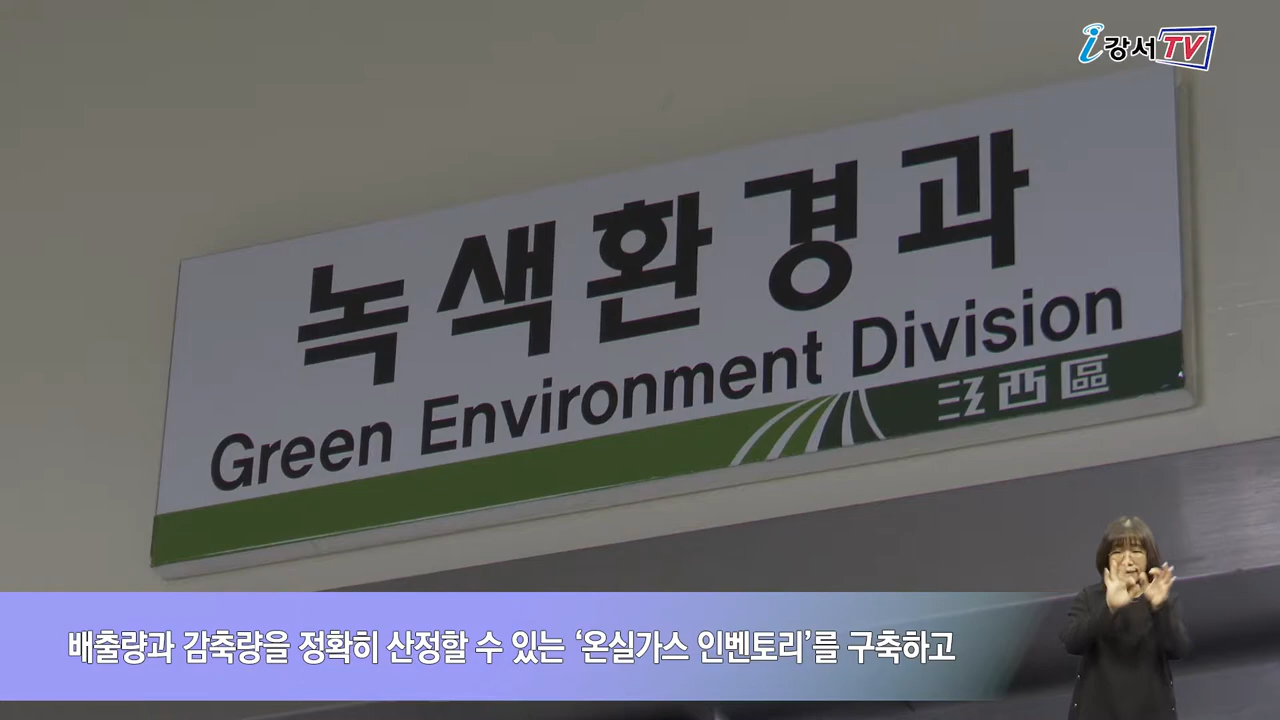 i강서TV
녹색환경과
Green Environment Division
江西區
배출량과 감축량을 정확히 산정할 수 있는 ‘온실가스 인벤토리’를 구축하고